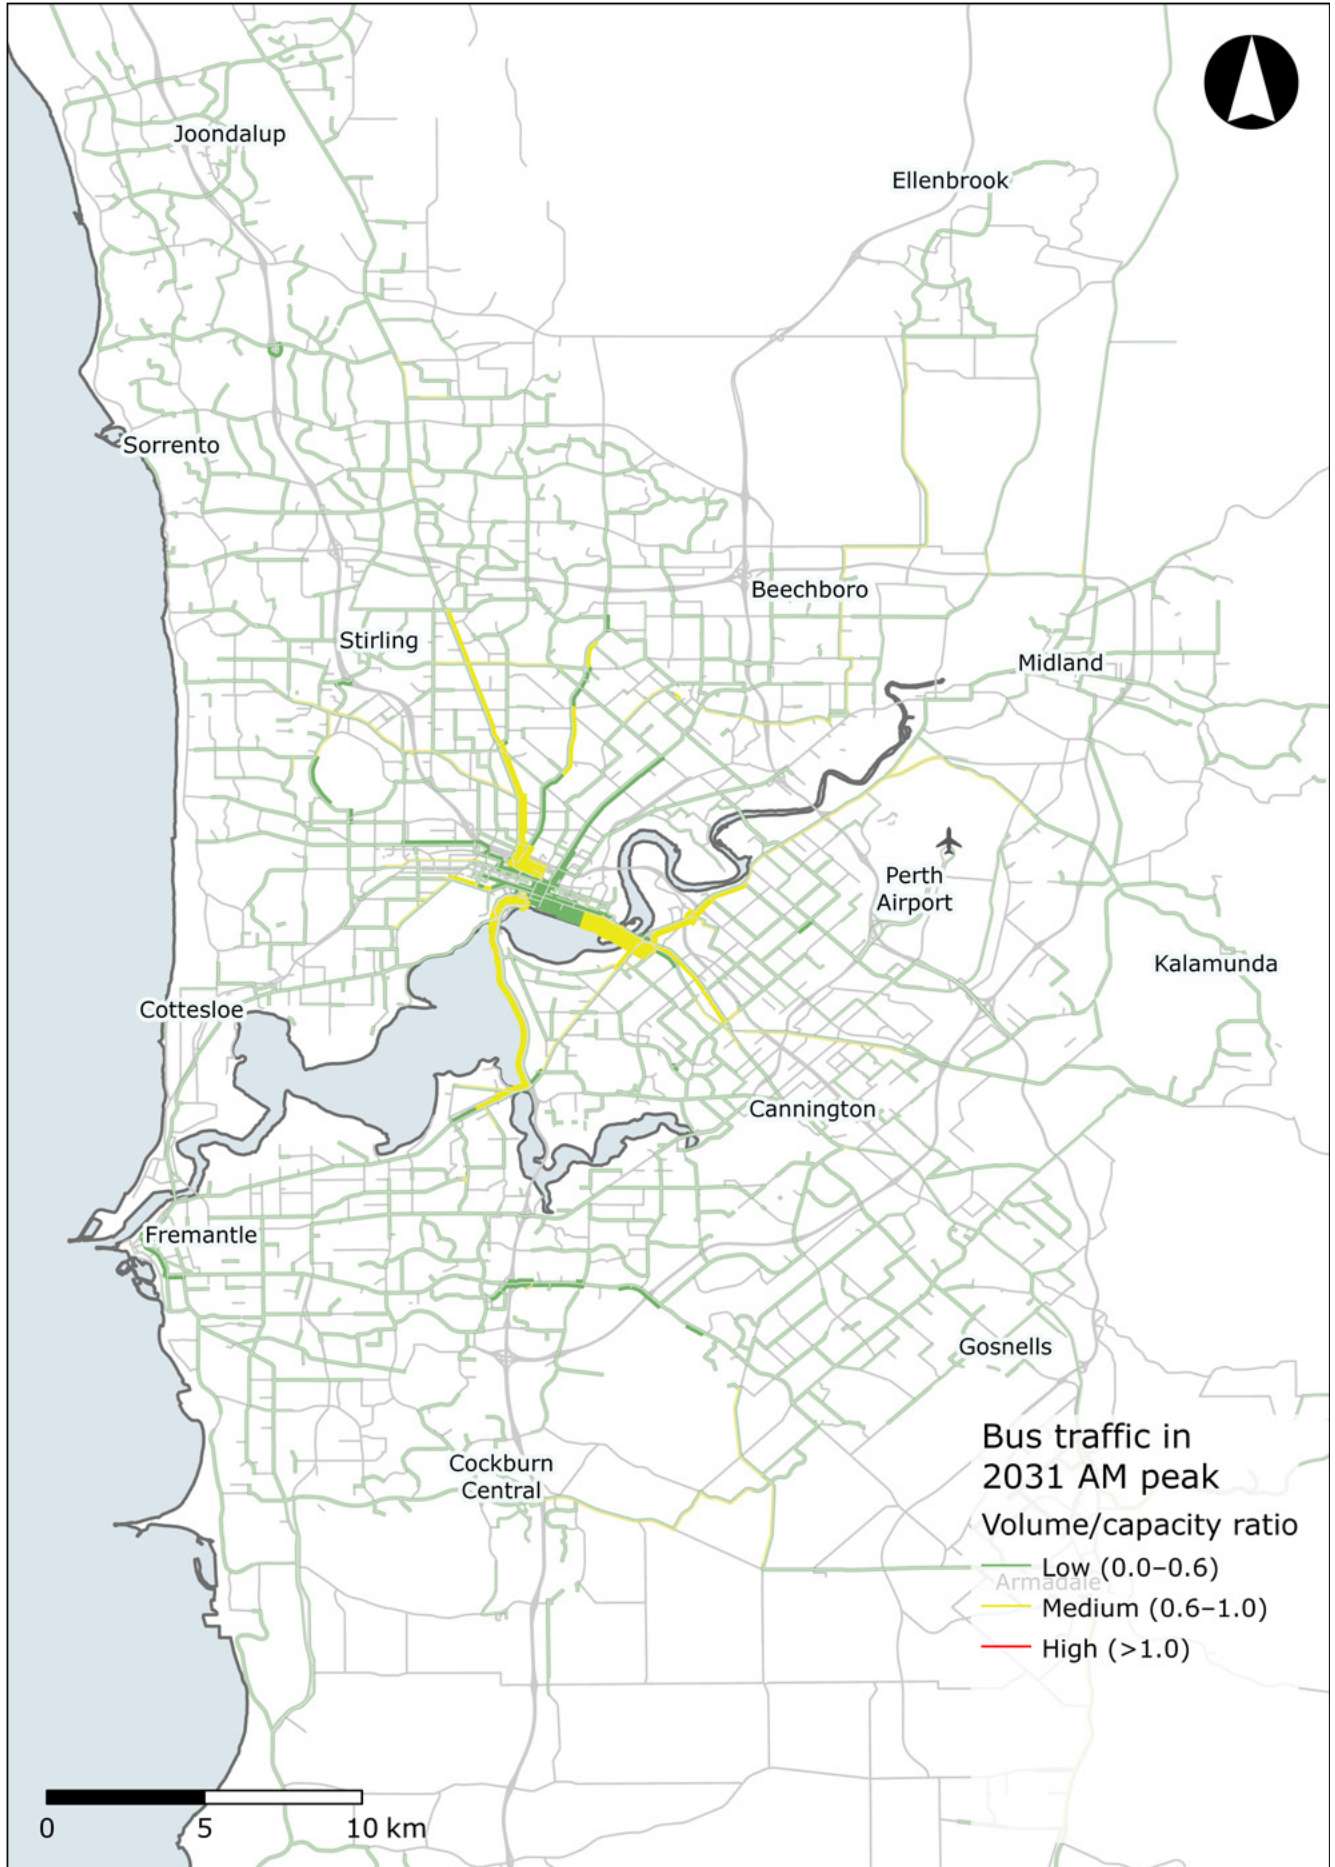 Joondalup
Ellenbrook
Sorrento
Beechboro
Stirling
Midland
Perth
Airport
Kalamunda
Cottesloe
Cannington
Fremantle
Gosnells
Cockburn
Central
Bus traffic in
2031 AM peak
Volume/capacity ratio
Low (0.0–0.6)
Armadale
Medium (0.6–1.0)
High (>1.0)
0 5 10 km